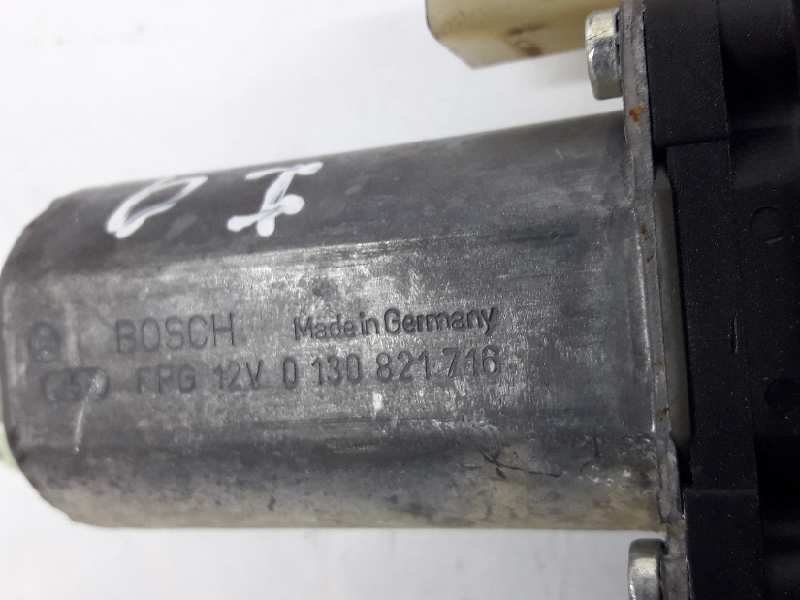 D I
BOSCH Made in Germany
FPG 12V 0 130 821 716